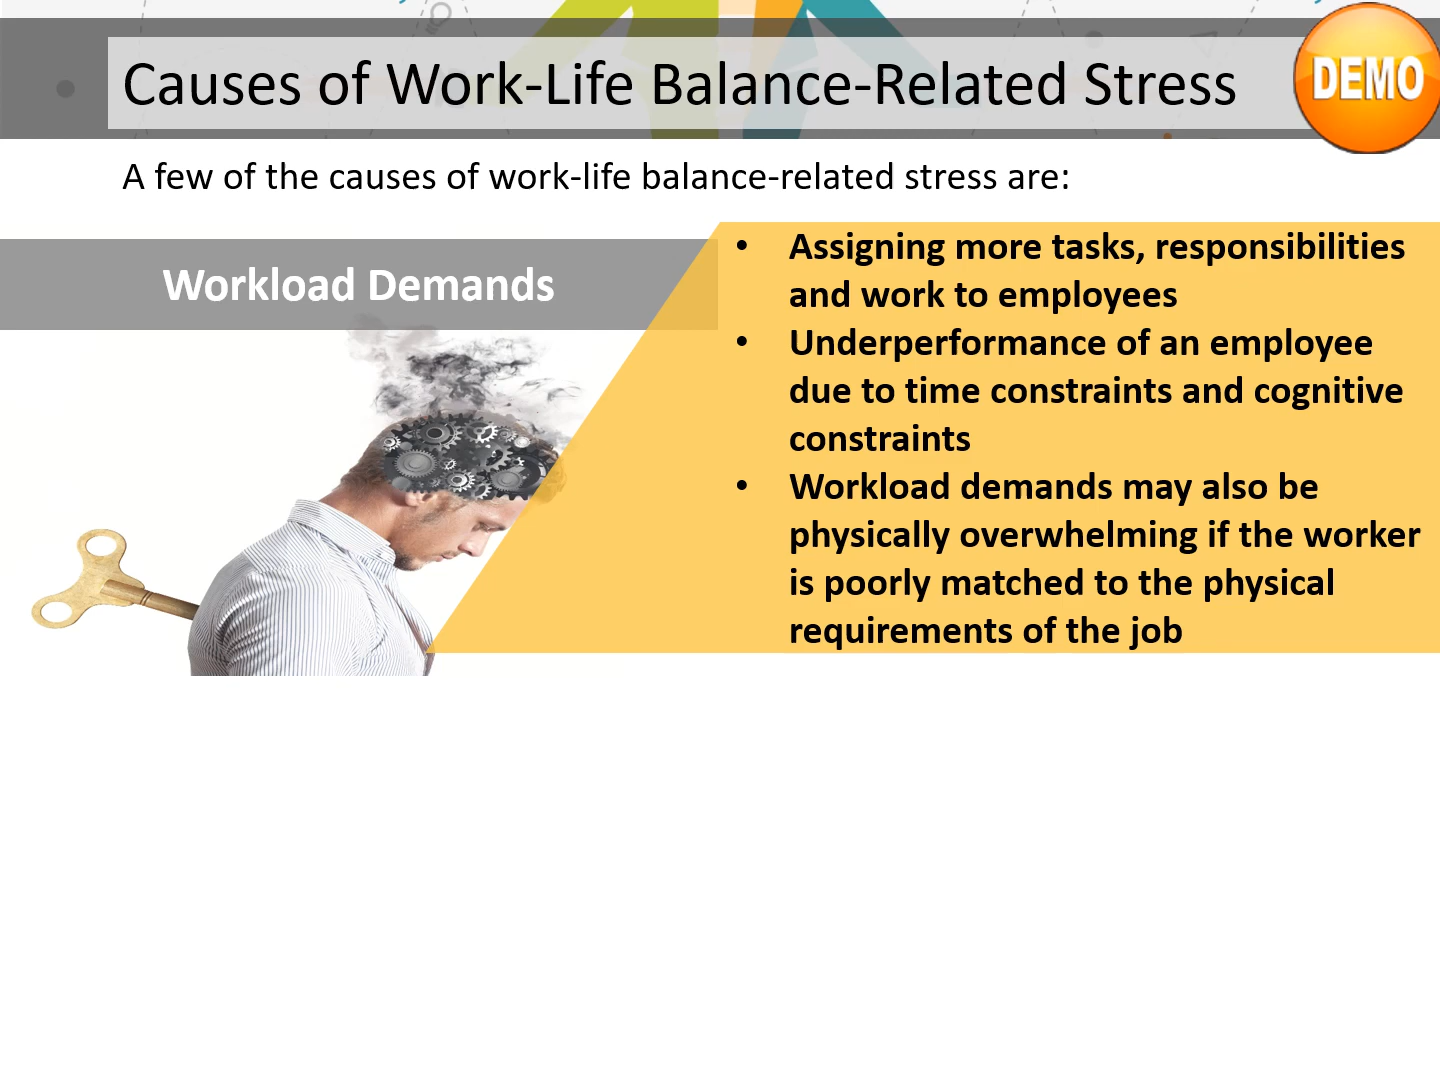 Causes of Work-Life Balance-Related Stress
DEMO
A few of the causes of work-life balance-related stress are:
Workload Demands
• Assigning more tasks, responsibilities
and work to employees
• Underperformance of an employee
due to time constraints and cognitive
constraints
• Workload demands may also be
physically overwhelming if the worker
is poorly matched to the physical
requirements of the job